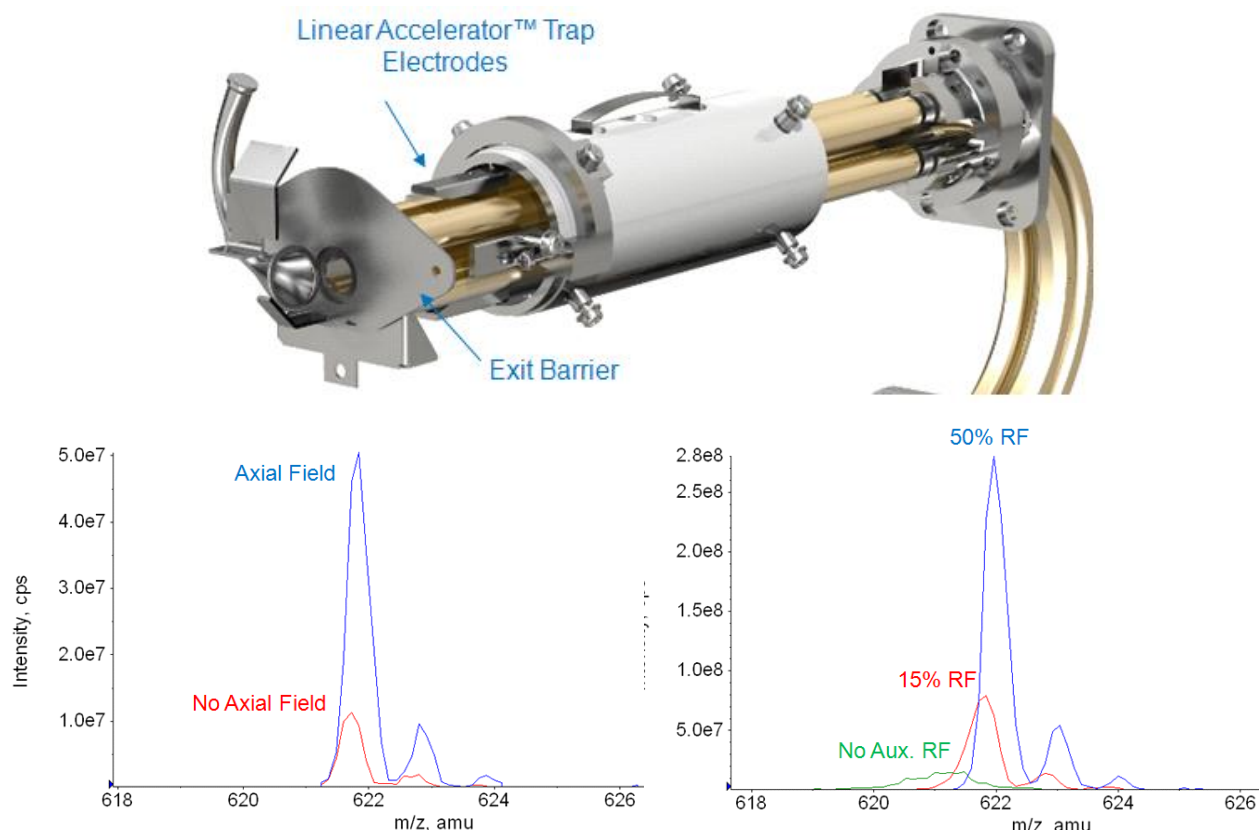 Linear Accelerator™ Trap
Electrodes
Exit Barrier
5.0e7
4.0e7
3.0e7
2.0e7
1.0e7
Axial Field
No Axial Field
Intensity, cps
618
620
622
624
626
m/z, amu
50% RF
2.8e8
2.5e8
2.0e8
1.5e8
1.0e8
5.0e7
15% RF
No Aux. RF
618
620
622
624
626
m/z, amu